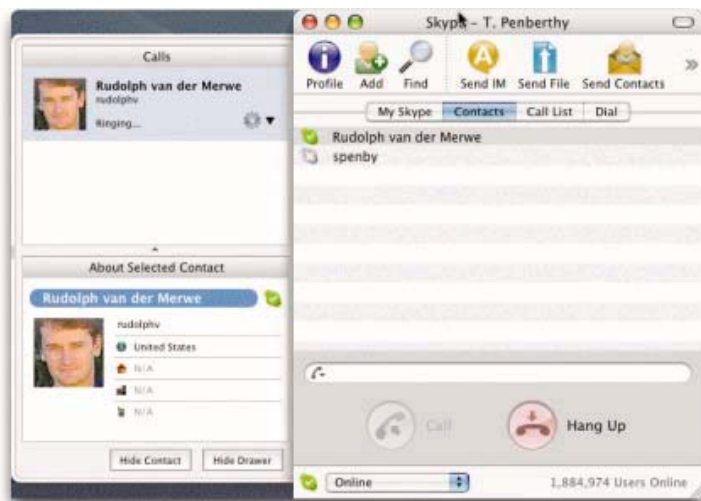 Calls
Rudolph van der Merwe
rudolphv
Ringing...
About Selected Contact
Rudolph van der Merwe
rudolphv
United States
N/A
N/A
N/A
Hide Contact Hide Drawer
Skype - T. Penberthy
Profile Add Find Send IM Send File Send Contacts »
My Skype Contacts Call List Dial
Rudolph van der Merwe
spenby
Call Hang Up
Online 1,884,974 Users Online